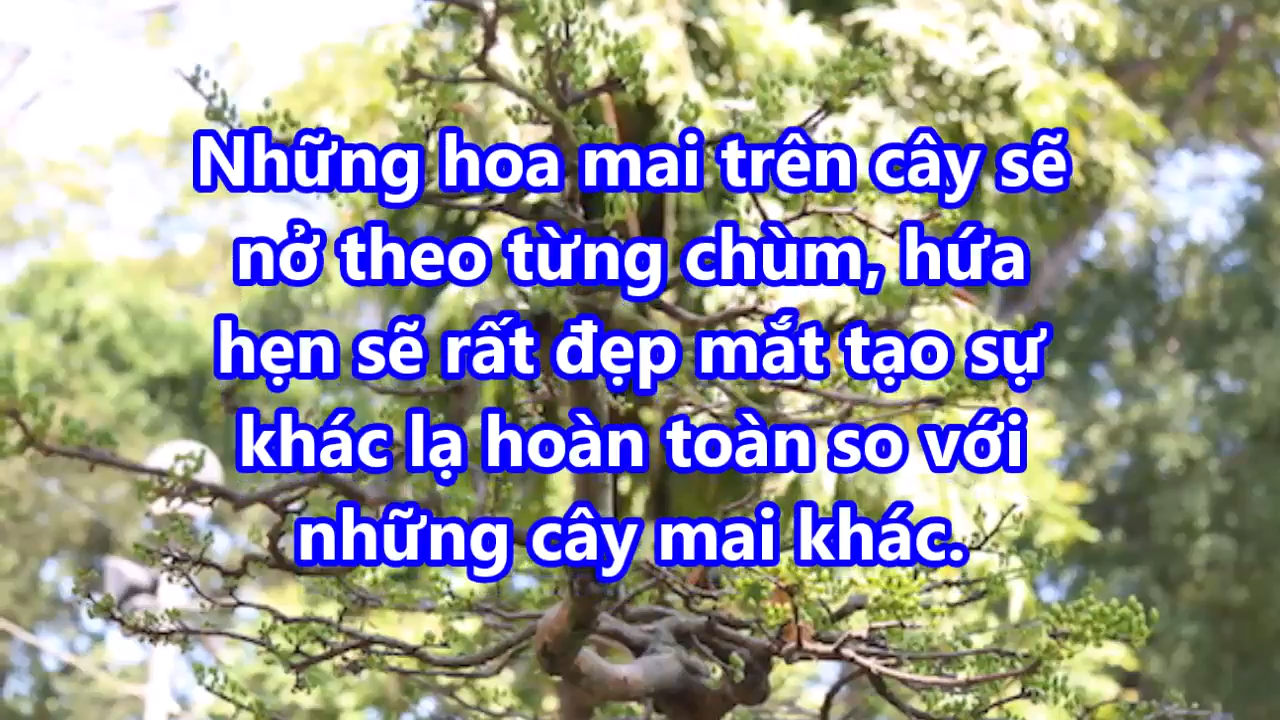 Những hoa mai trên cây sẽ
nở theo từng chùm, hứa
hẹn sẽ rất đẹp mắt tạo sự
khác lạ hoàn toàn so với
những cây mai khác.